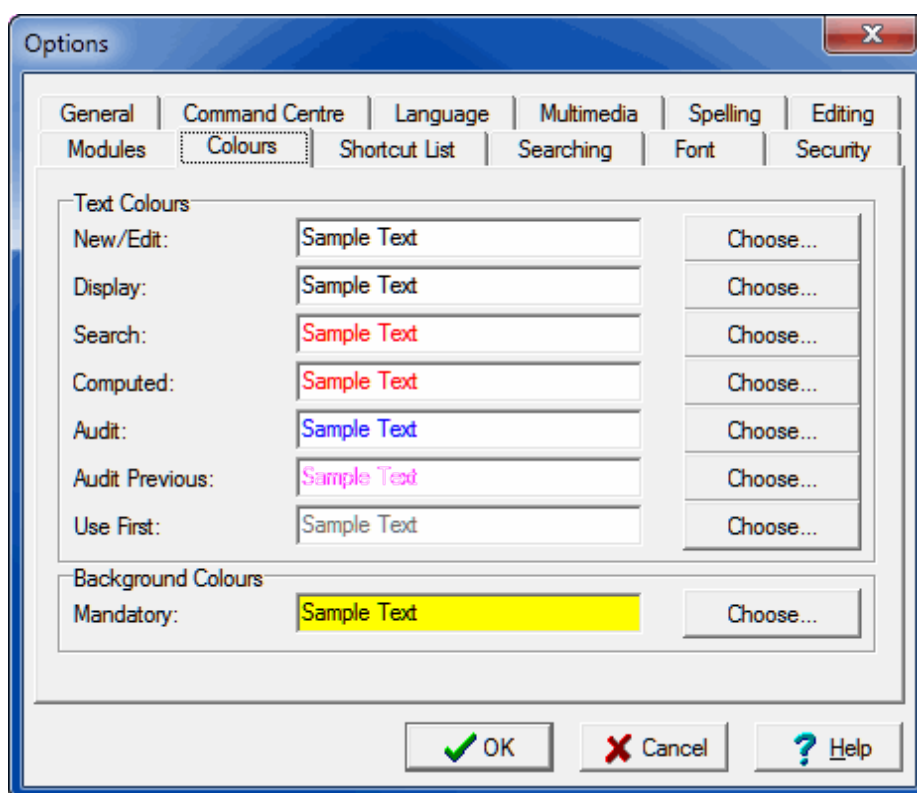 Options
General Command Centre Language Multimedia Spelling Editing
Modules Colours Shortcut List Searching Font Security
Text Colours
New/Edit: Sample Text Choose...
Display: Sample Text Choose...
Search: Sample Text Choose...
Computed: Sample Text Choose...
Audit: Sample Text Choose...
Audit Previous: Sample Text Choose...
Use First: Sample Text Choose...
Background Colours
Mandatory: Sample Text Choose...
OK Cancel Help